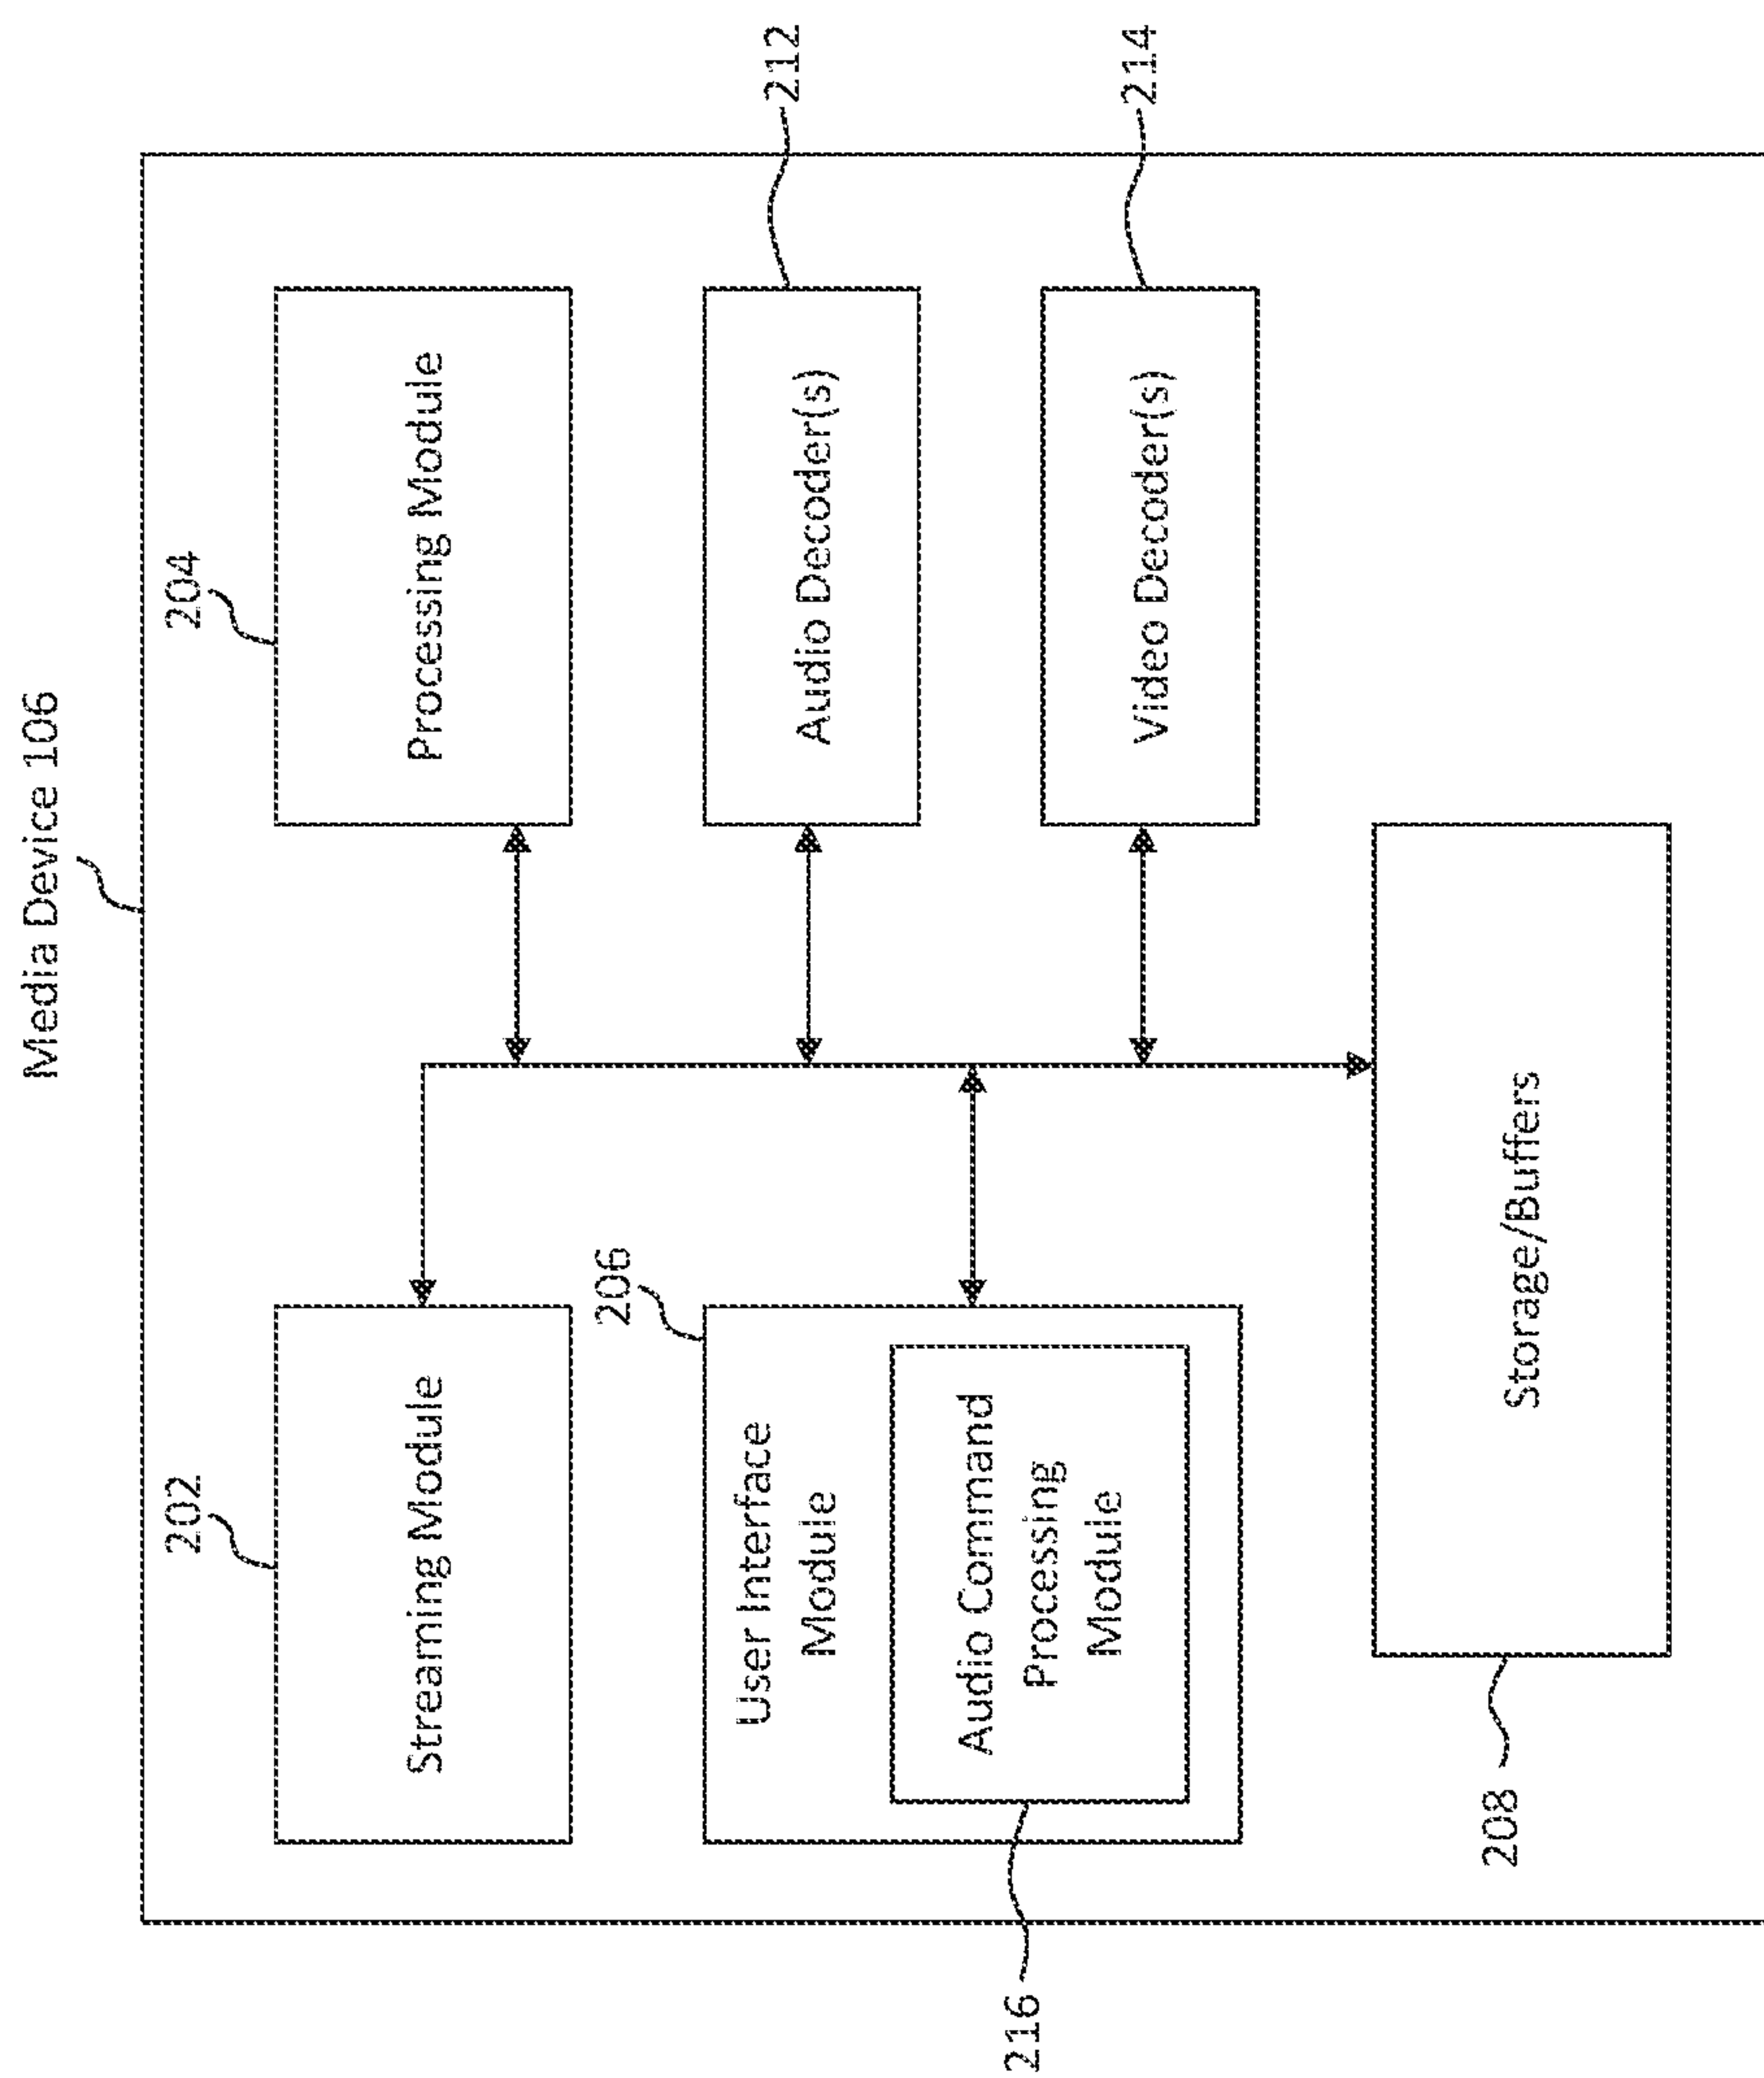 Media Device 106
202
204
Streaming Module
Processing Module
206
212
User Interface
Module
Audio Decoder(s)
Audio Command
Processing
Module
216
214
Video Decoder(s)
Storage/Buffers
208